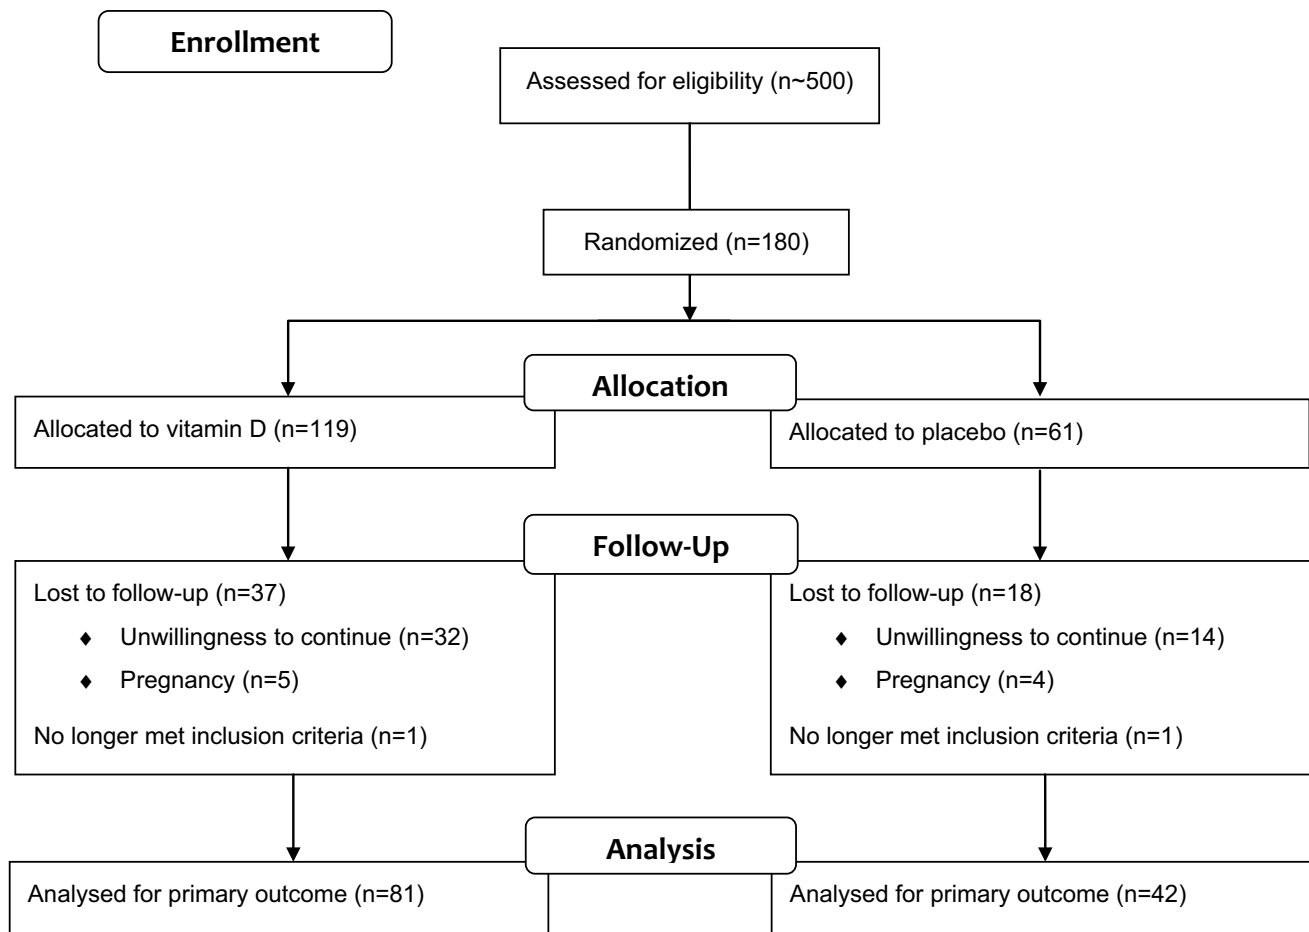 Enrollment
Assessed for eligibility (n~500)
Randomized (n=180)
Allocation
Allocated to vitamin D (n=119)
Allocated to placebo (n=61)
Follow-Up
Lost to follow-up (n=37)
♦ Unwillingness to continue (n=32)
♦ Pregnancy (n=5)
No longer met inclusion criteria (n=1)
Lost to follow-up (n=18)
♦ Unwillingness to continue (n=14)
♦ Pregnancy (n=4)
No longer met inclusion criteria (n=1)
Analysis
Analysed for primary outcome (n=81)
Analysed for primary outcome (n=42)